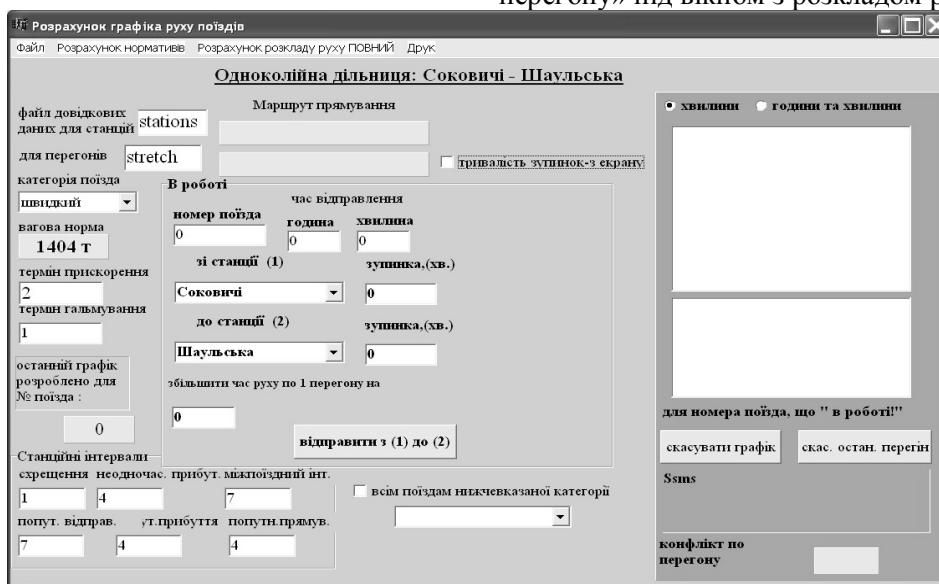 перегону» під вікном з розкладом р
Розрахунок графіка руху поїздів
Файл Розрахунок нормативів Розрахунок розкладу руху ПОВНИЙ Друк
Одноколійна дільниця: Соковичі - Шаульська
файл довідкових
даних для станцій stations
Маршрут прямування
для перегонів stretch
тривалість зупинок-з екрану
категорія поїзда
швидкий
вагова норма
1404 т
термін прискорення
2
термін гальмування
1
останній графік
розроблено для
№ поїзда :
0
В роботі
час відправлення
номер поїзда година хвилина
0 0 0
зі станції (1) зупинка,(хв.)
Соковичі 0
до станції (2) зупинка,(хв.)
Шаульська 0
збільшити час руху по 1 перегону на
0
відправити з (1) до (2)
Станційні інтервали
схрещення неодночас. прибут. міжпоїздний інт.
1 4 7
попут. відправ. ут.прибуття попутн.прямув.
7 4 4
всім поїздам нижчевказаної категорії
хвилини години та хвилини
для номера поїзда, що " в роботі!"
скасувати графік скас. остан. перегін
Ssms
конфлікт по
перегону